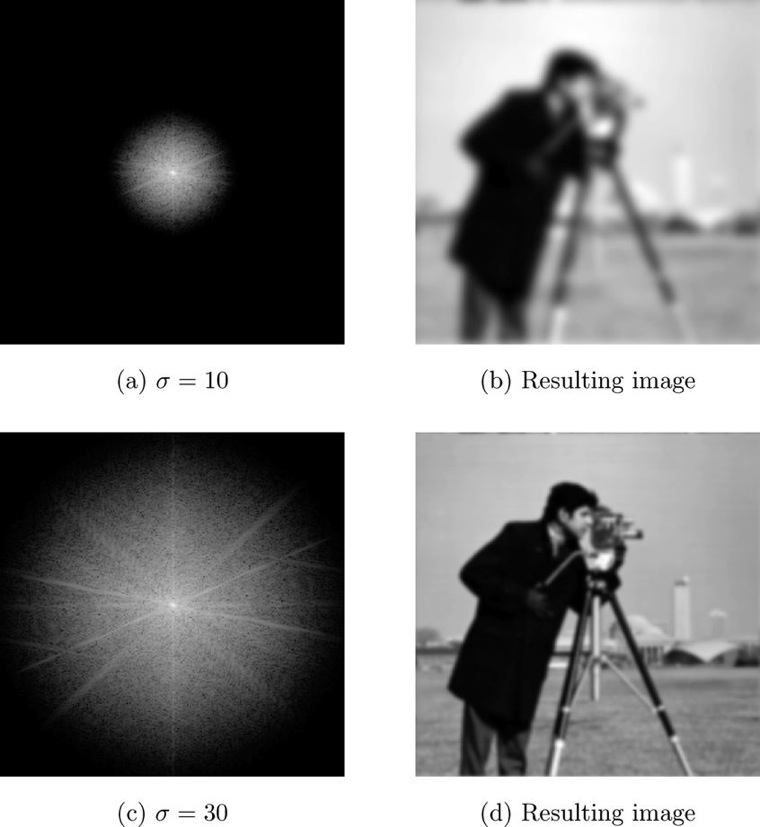 (a) σ = 10
(b) Resulting image
(c) σ = 30
(d) Resulting image